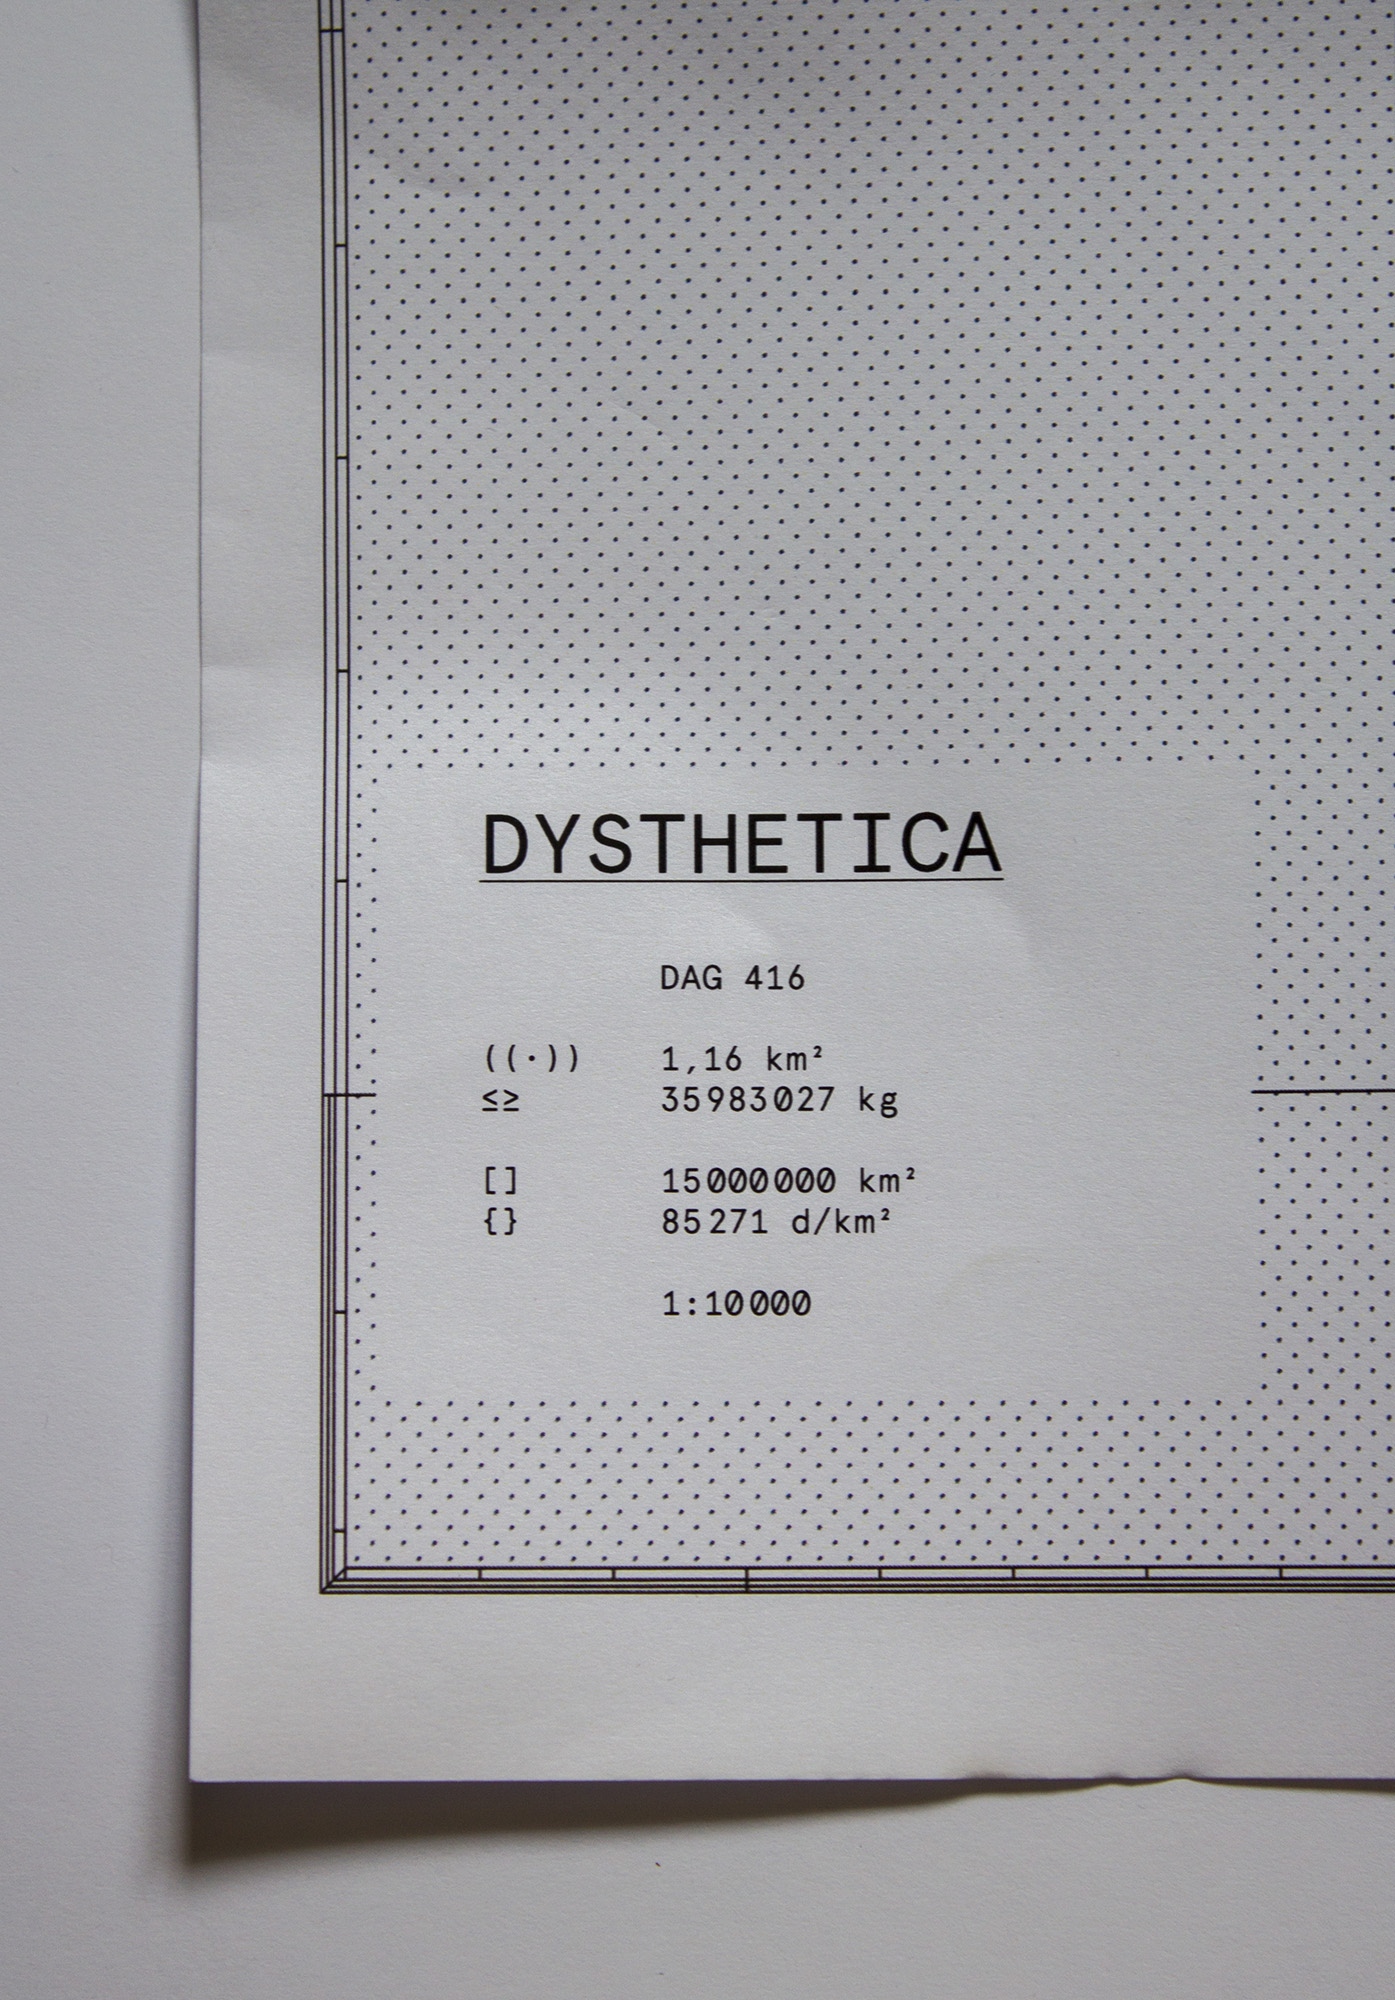 DYSTHETICA
DAG 416
((·)) 1,16 km²
≤≥ 35983027 kg
[] 15000000 km²
{} 85271 d/km²
1:10000